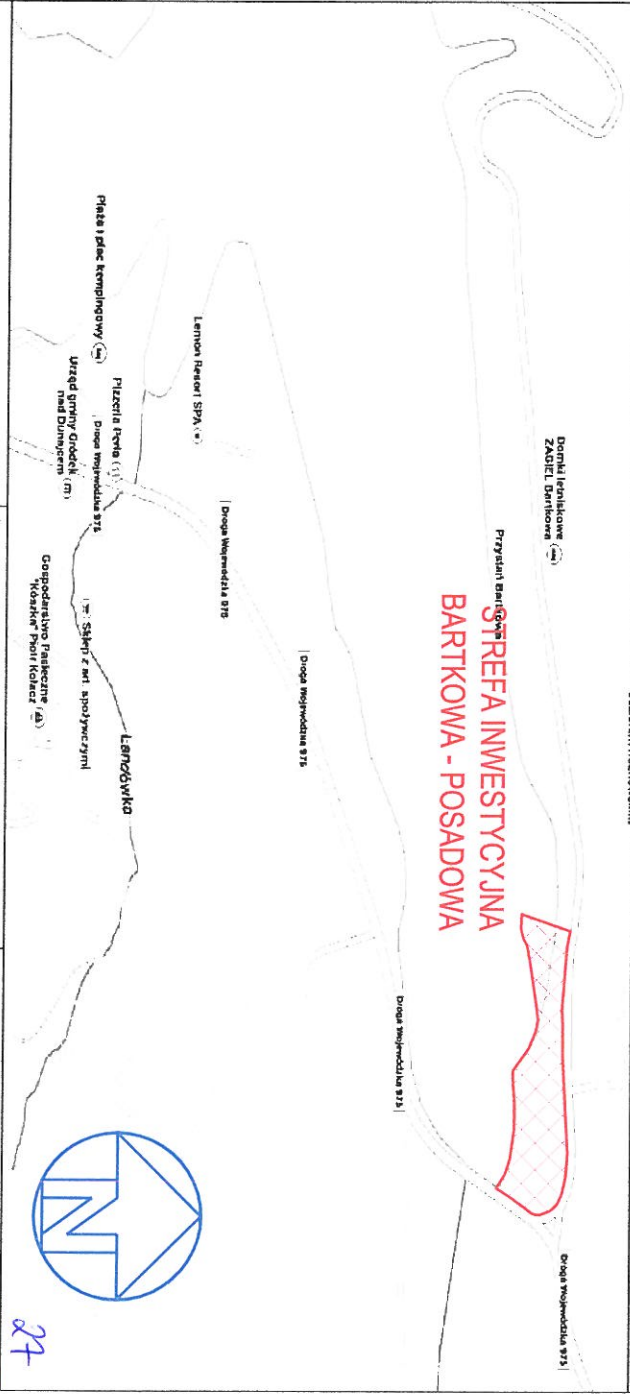 Domki letniskowe
ŻAGIEL Bartkowa
Przystań Bartkowa
STREFA INWESTYCYJNA
BARTKOWA - POSADOWA
Droga Wojewódzka 975
Droga Wojewódzka 975
Droga Wojewódzka 975
Droga Wojewódzka 975
Lemon Resort SPA
Plaża i plac kempingowy
Pizzeria Perła
Droga Wojewódzka 975
Urząd gminy Gródek
nad Dunajcem
Sklep z art. spożywczymi
Gospodarstwo Pasieczne
"Kószka" Piotr Kołacz
Łandówka
N
27